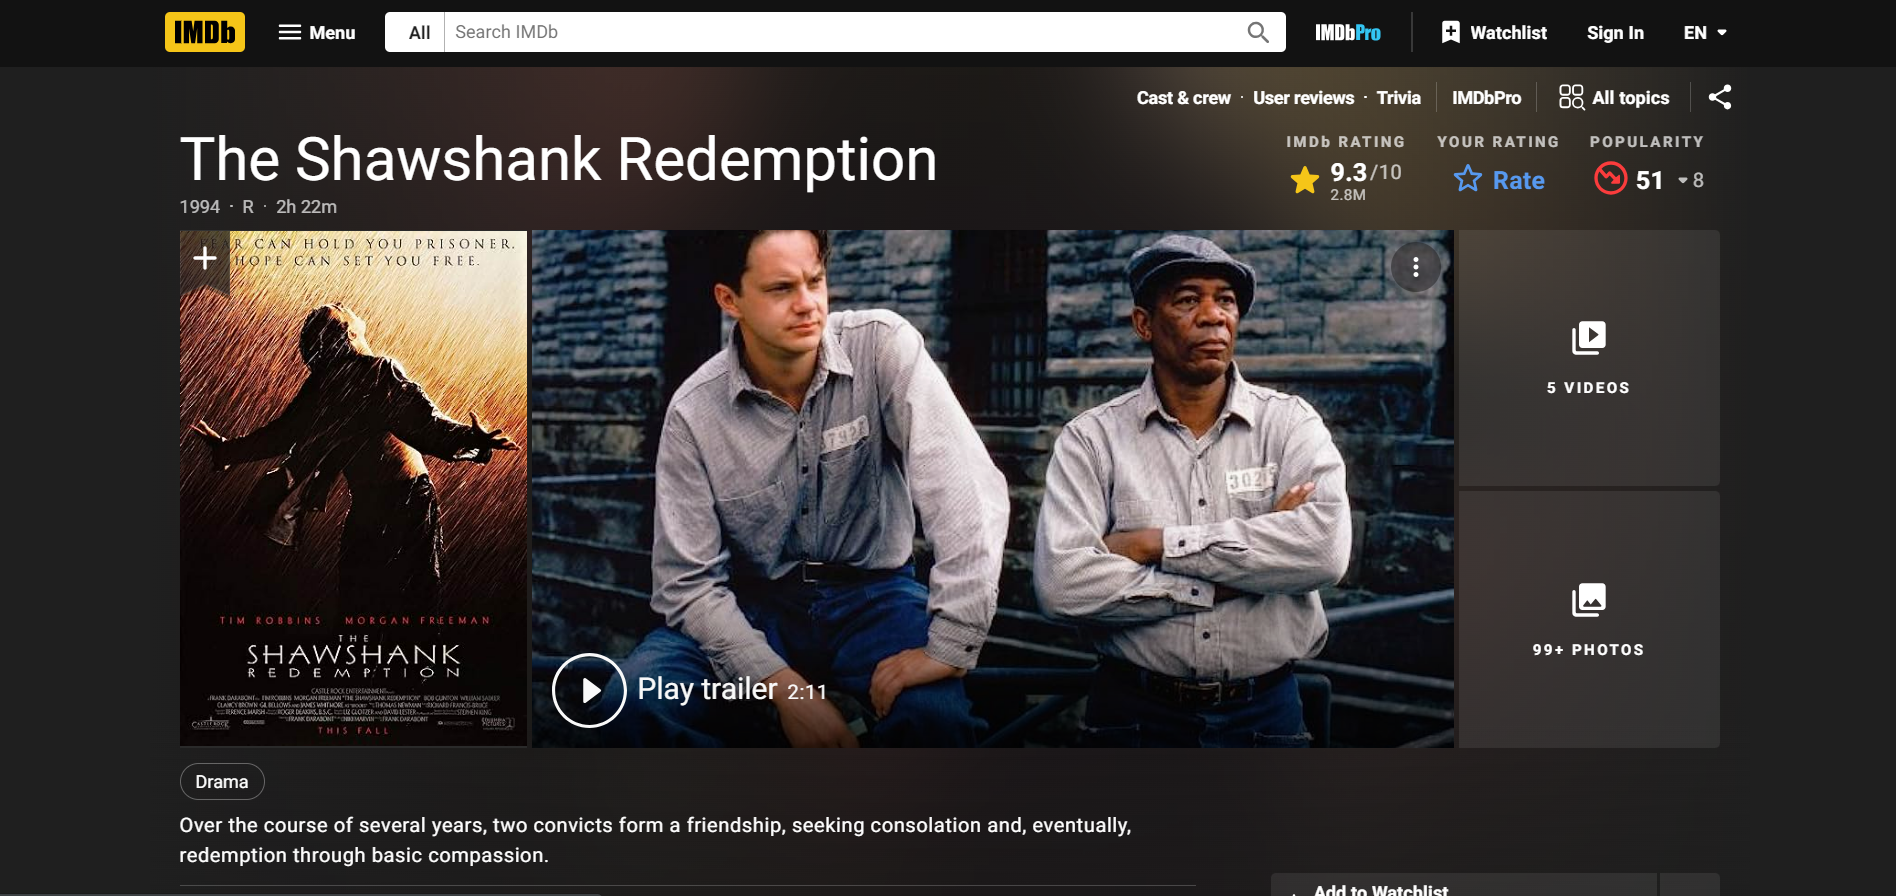 IMDb
Menu
All
Search IMDb
IMDbPro
Watchlist
Sign In
EN
Cast & crew · User reviews · Trivia
IMDbPro
All topics
The Shawshank Redemption
1994 · R · 2h 22m
IMDb RATING
9.3/10
2.8M
YOUR RATING
Rate
POPULARITY
51
8
CAN HOLD YOU PRISONER.
HOPE CAN SET YOU FREE.
TIM ROBBINS MORGAN FREEMAN
THE
SHAWSHANK
REDEMPTION
CASTLE ROCK ENTERTAINMENT
THIS FALL
Play trailer 2:11
5 VIDEOS
99+ PHOTOS
Drama
Over the course of several years, two convicts form a friendship, seeking consolation and, eventually,
redemption through basic compassion.
Add to Watchlist